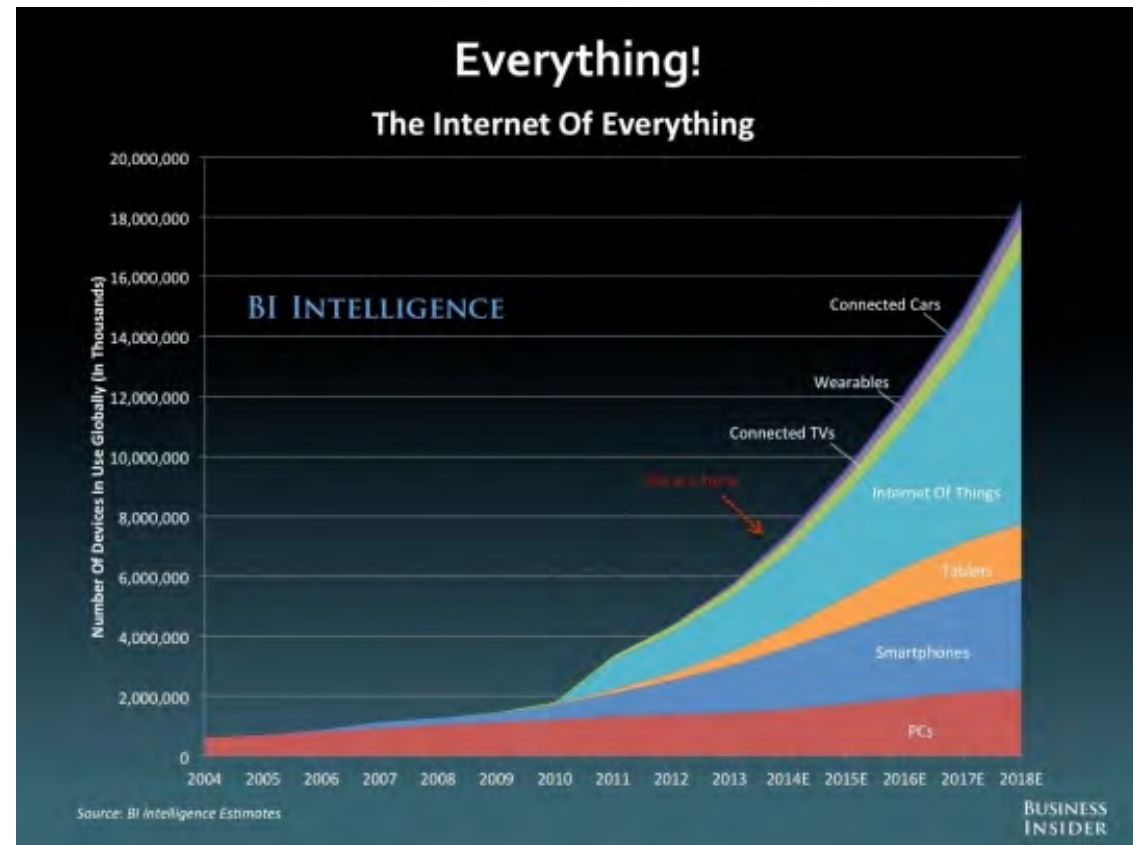 Everything!
The Internet Of Everything
Number Of Devices In Use Globally (In Thousands)
20,000,000
18,000,000
16,000,000
14,000,000
12,000,000
10,000,000
8,000,000
6,000,000
4,000,000
2,000,000
0
BI INTELLIGENCE
Connected Cars
Wearables
Connected TVs
Internet Of Things
Tablets
Smartphones
PCs
2004 2005 2006 2007 2008 2009 2010 2011 2012 2013 2014E 2015E 2016E 2017E 2018E
Source: BI Intelligence Estimates
BUSINESS
INSIDER